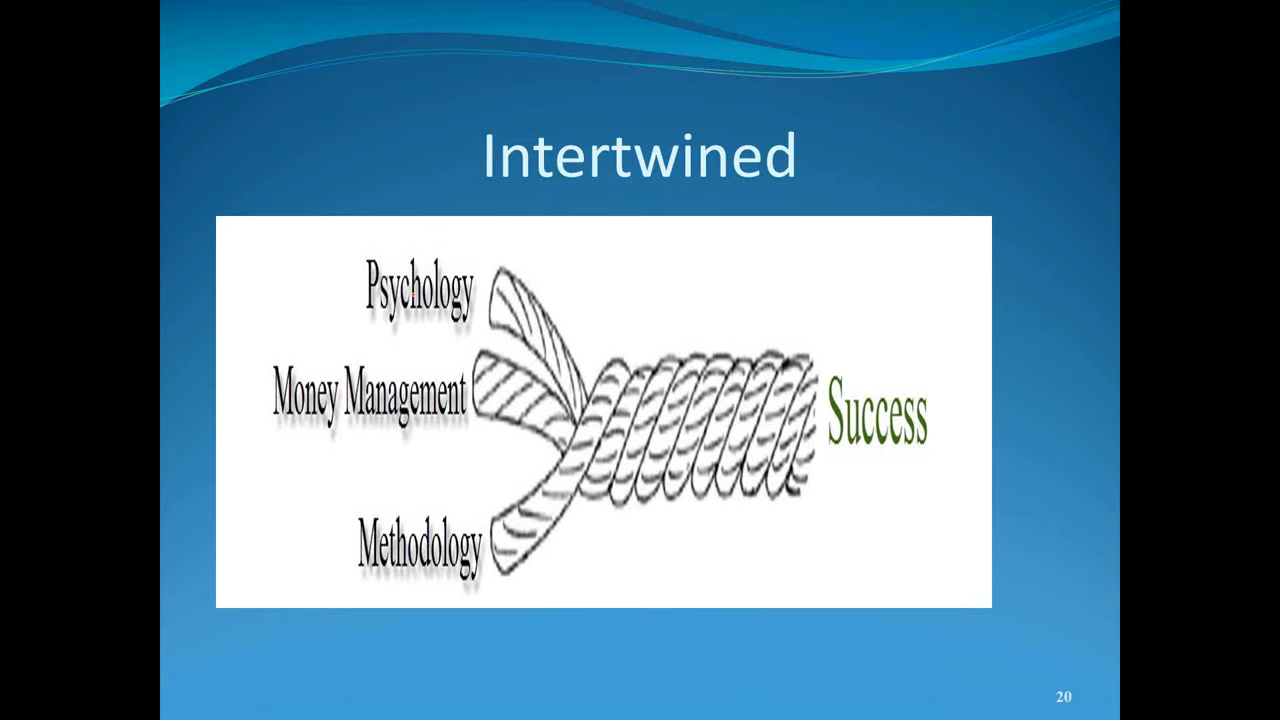 Intertwined
Psychology
Money Management
Success
Methodology
20